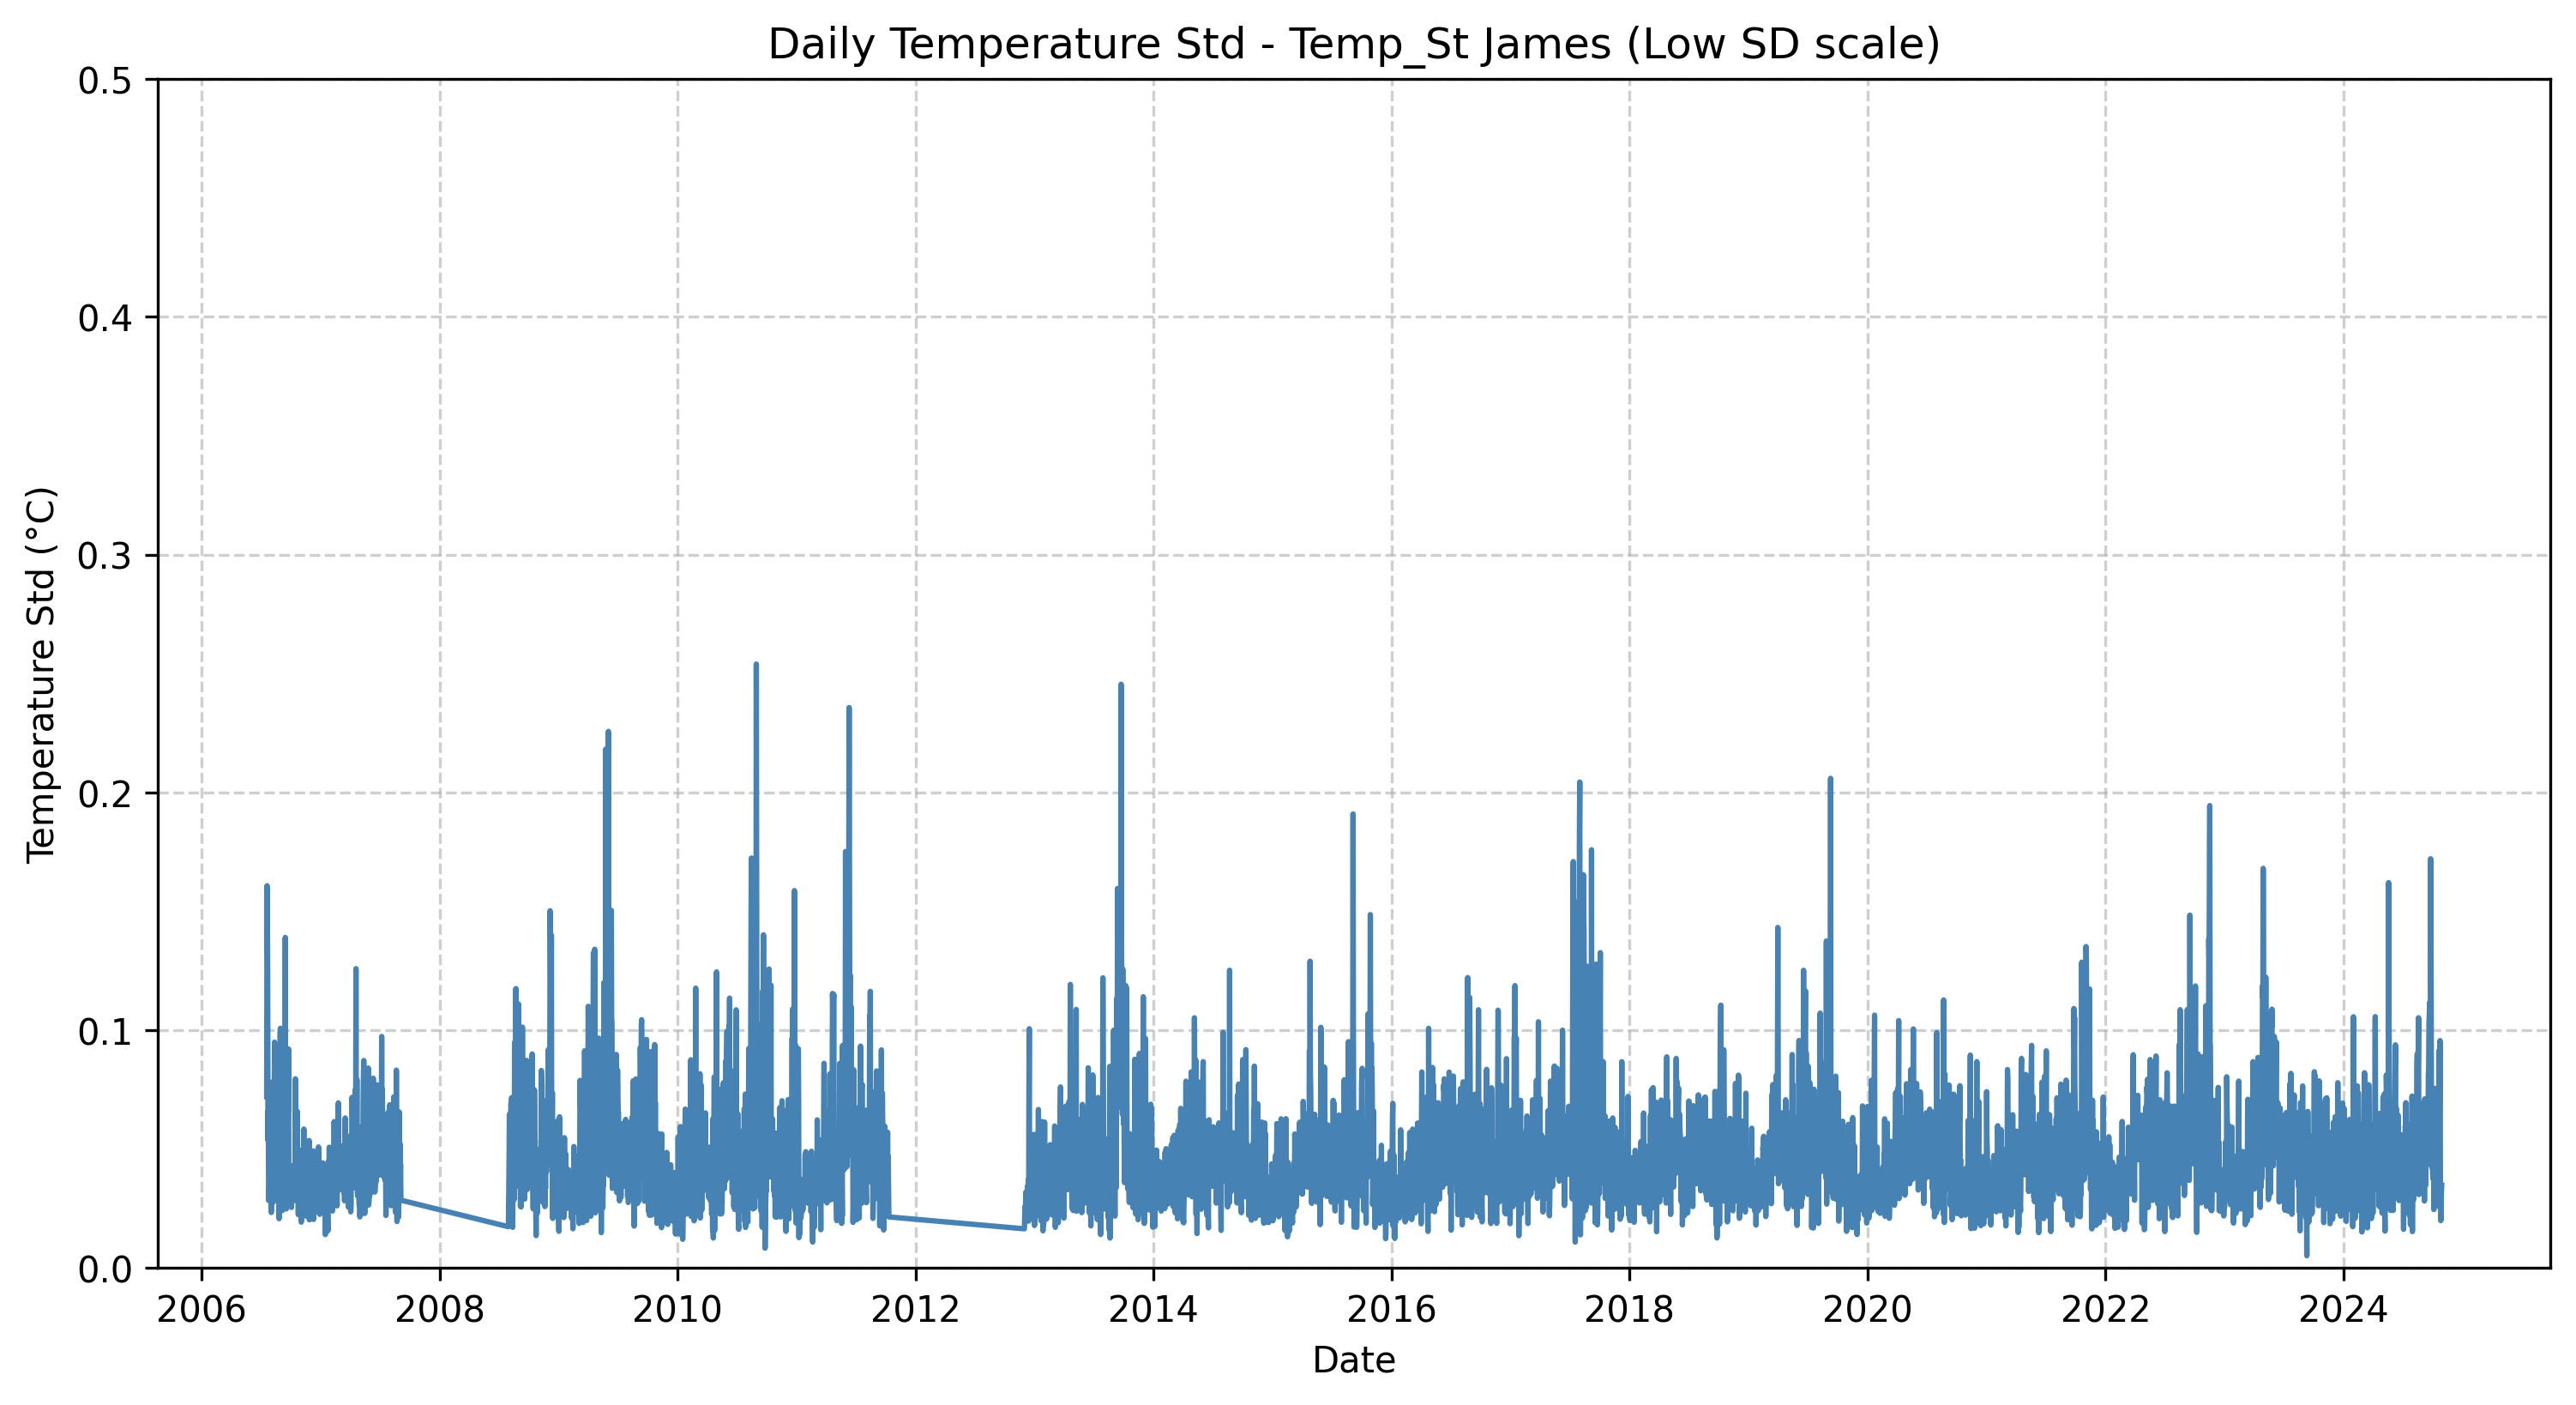 Daily Temperature Std - Temp_St James (Low SD scale)
0.5
0.4
0.3
0.2
0.1
0.0
Temperature Std (°C)
2006 2008 2010 2012 2014 2016 2018 2020 2022 2024
Date